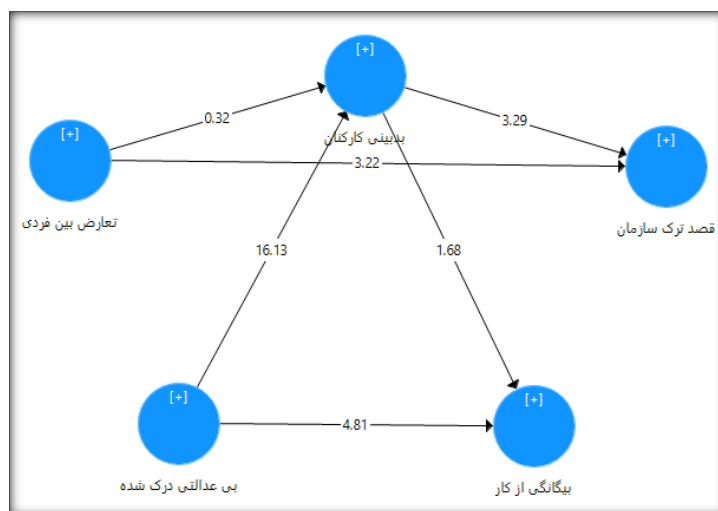 [+]
بدبینی کارکنان
0.32
3.29
[+]
تعارض بین فردی
3.22
[+]
قصد ترک سازمان
16.13
1.68
[+]
بی عدالتی درک شده
4.81
[+]
بیگانگی از کار